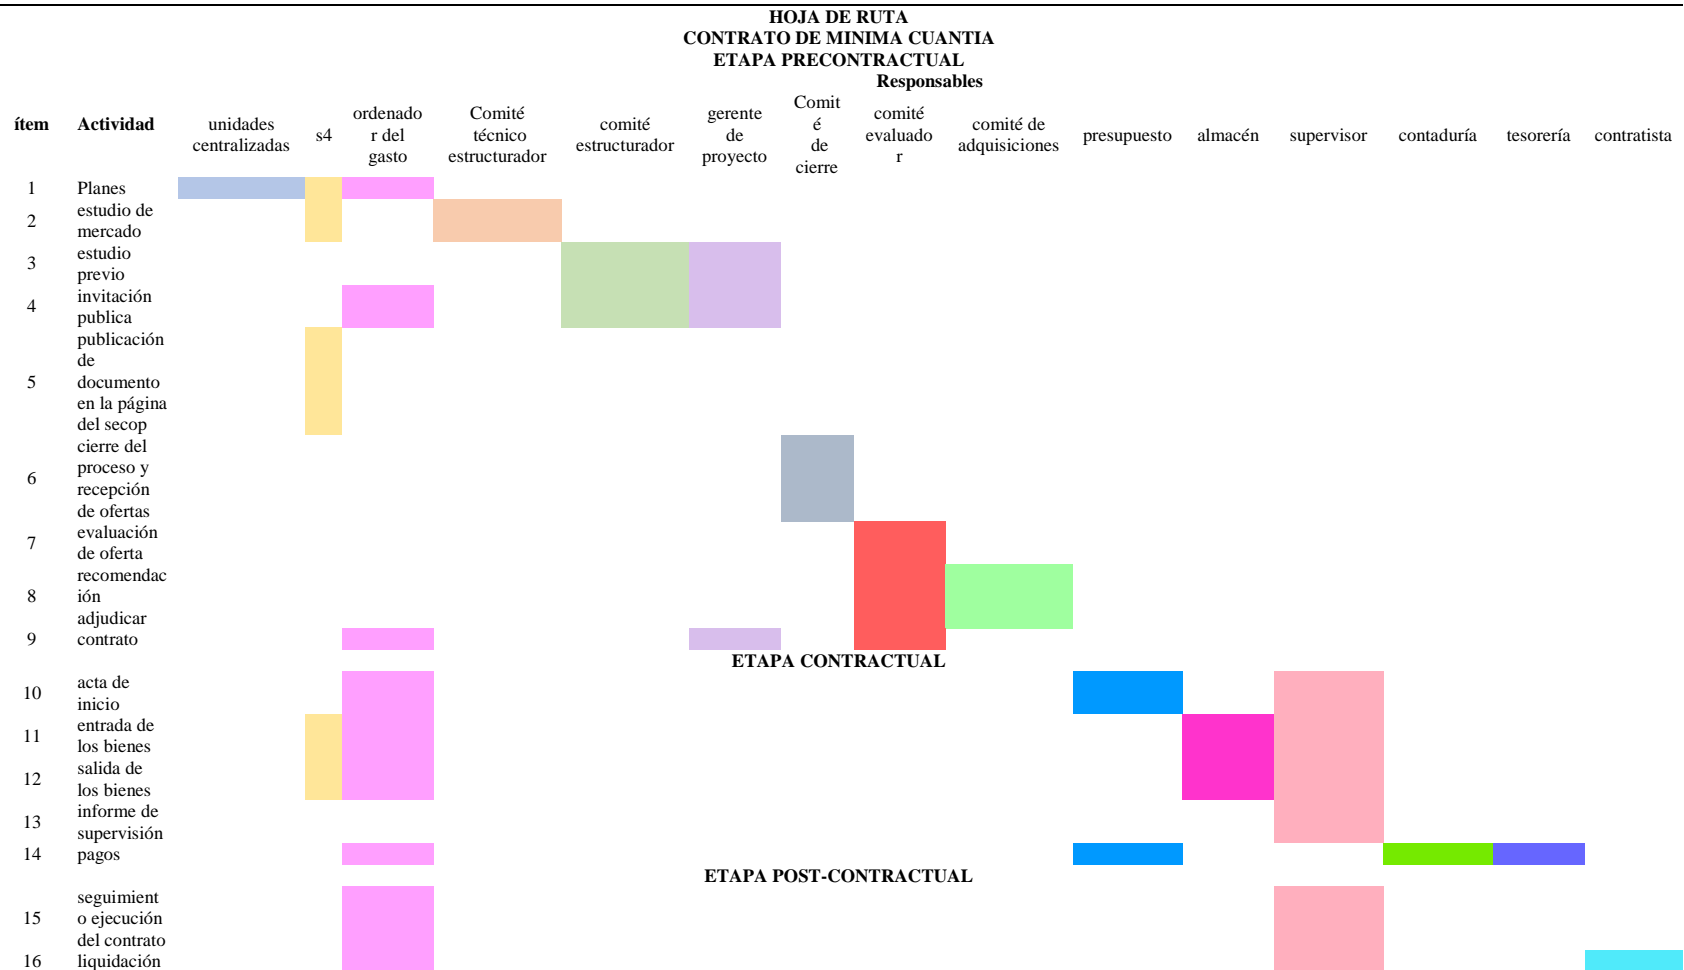 HOJA DE RUTA
CONTRATO DE MINIMA CUANTIA
ETAPA PRECONTRACTUAL
Responsables
ítem
Actividad
unidades
centralizadas
s4
ordenado
r del
gasto
Comité
técnico
estructurador
comité
estructurador
gerente
de
proyecto
Comit
é
de
cierre
comité
evaluado
r
comité de
adquisiciones
presupuesto
almacén
supervisor
contaduría
tesorería
contratista
1
Planes
2
estudio de
mercado
3
estudio
previo
4
invitación
publica
5
publicación
de
documento
en la página
del secop
6
cierre del
proceso y
recepción
de ofertas
7
evaluación
de oferta
8
recomendac
ión
adjudicar
9
contrato
ETAPA CONTRACTUAL
10
acta de
inicio
11
entrada de
los bienes
12
salida de
los bienes
13
informe de
supervisión
14
pagos
ETAPA POST-CONTRACTUAL
15
seguimient
o ejecución
del contrato
16
liquidación